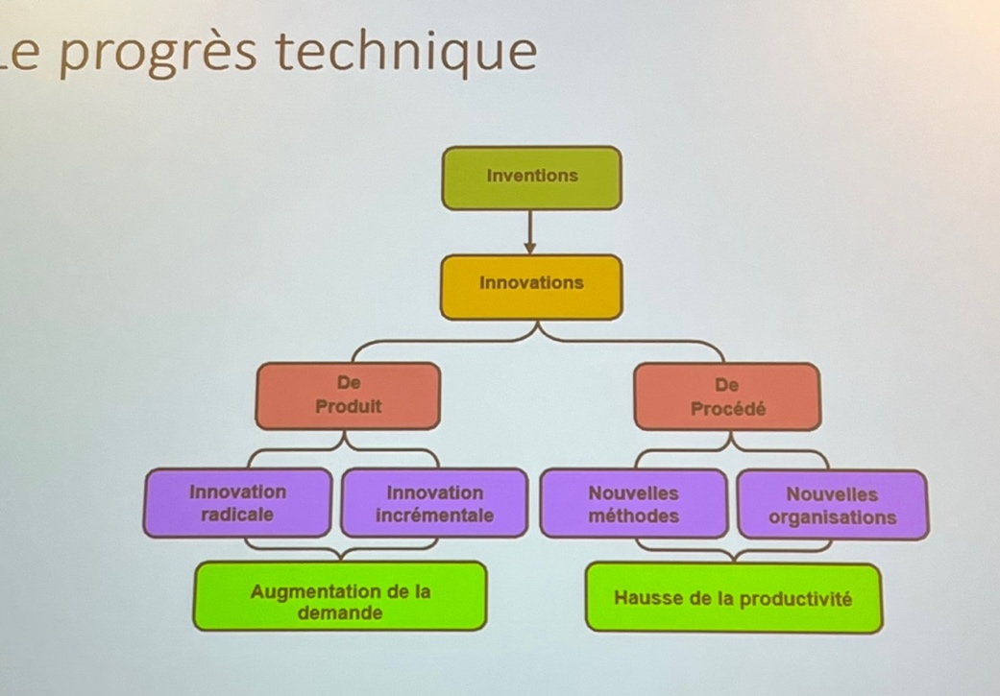 Le progrès technique
Inventions
Innovations
De
Produit
De
Procédé
Innovation
radicale
Innovation
incrémentale
Nouvelles
méthodes
Nouvelles
organisations
Augmentation de la
demande
Hausse de la productivité